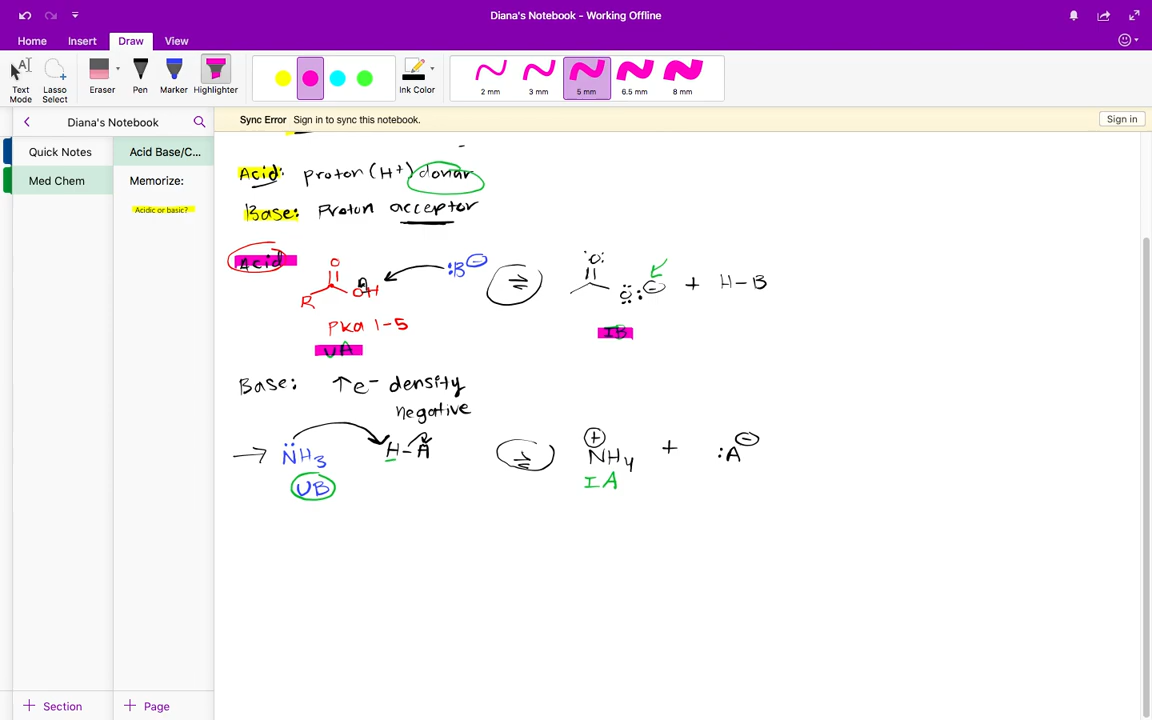 Diana's Notebook - Working Offline
Home Insert Draw View
Text Mode Lasso Select Eraser Pen Marker Highlighter Ink Color 2 mm 3 mm 5 mm 6.5 mm 8 mm
Diana's Notebook
Sync Error Sign in to sync this notebook. Sign in
Quick Notes Acid Base/C...
Med Chem Memorize:
Acidic or basic?
Acid: proton (H+) donar
Base: Proton acceptor
Acid
O
R OH :B⊖ ⇌ :O: O: ⊖ + H-B
Pka 1-5
UA IB
Base: ↑e- density
negative
→ NH3 H-A ⇌ ⊕NH4 + :A⊖
UB IA
+ Section + Page